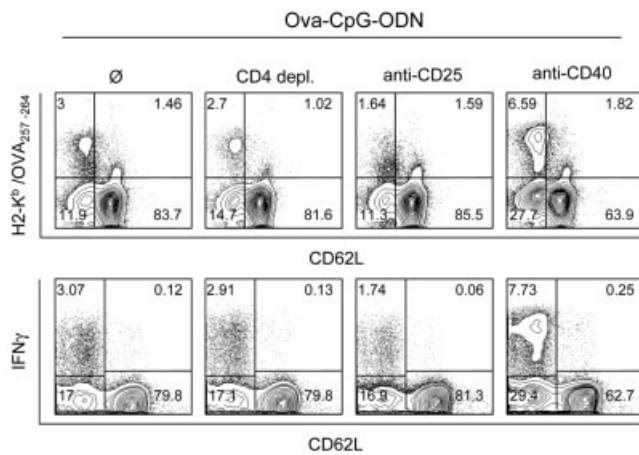 Ova-CpG-ODN
Ø CD4 depl. anti-CD25 anti-CD40
H2-Kᵇ /OVA₂₅₇ ₋₂₆₄
3 1.46 2.7 1.02 1.64 1.59 6.59 1.82
11.9 83.7 14.7 81.6 11.3 85.5 27.7 63.9
CD62L
IFNγ
3.07 0.12 2.91 0.13 1.74 0.06 7.73 0.25
17 79.8 17.1 79.8 16.9 81.3 29.4 62.7
CD62L